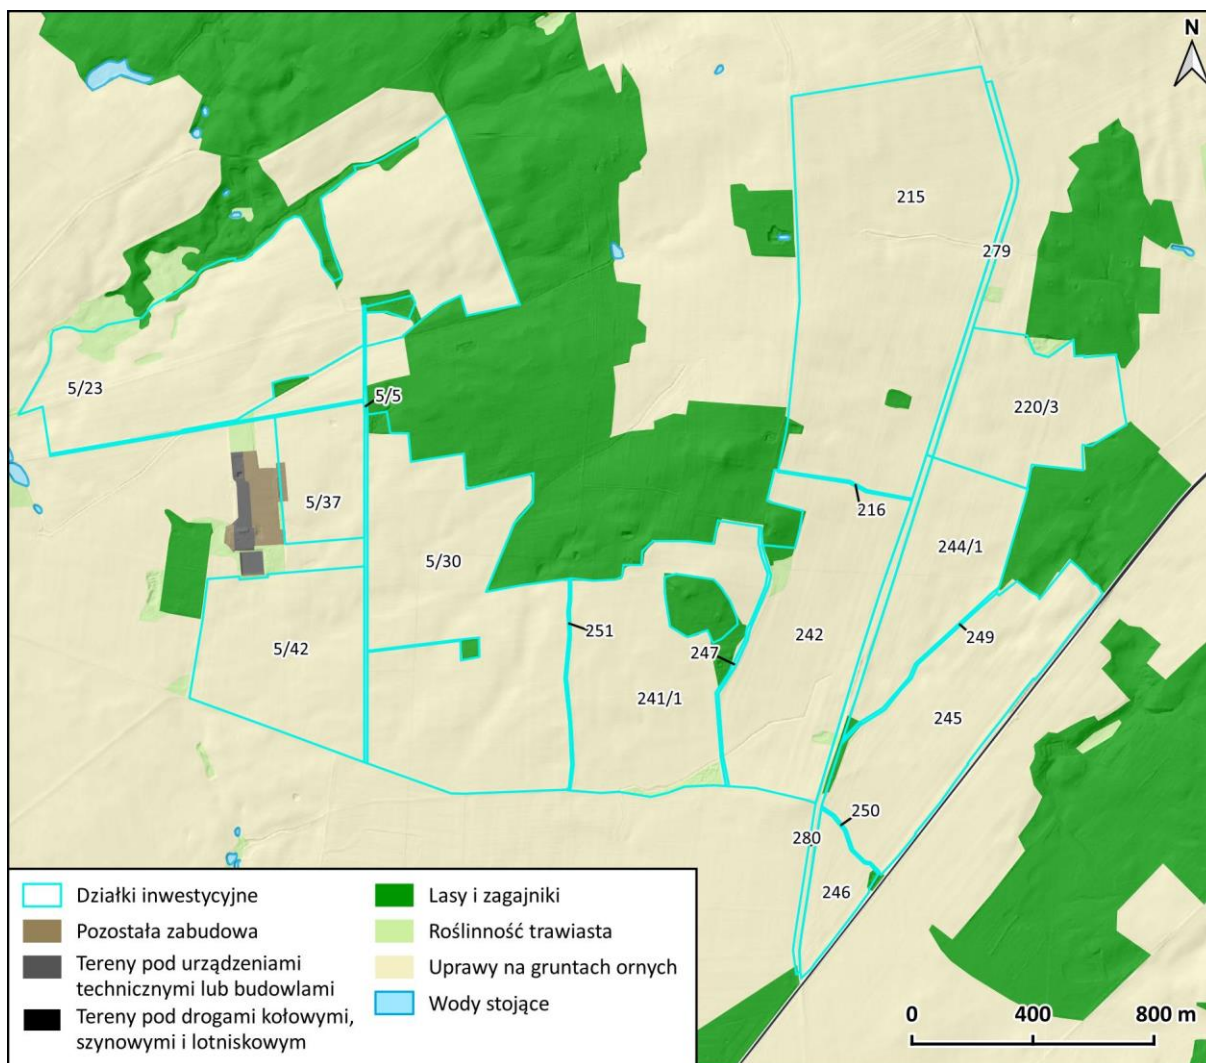 N
215
279
5/23
5/5
220/3
5/37
216
5/30
244/1
251
242
249
5/42
247
241/1
245
250
280
246
Działki inwestycyjne
Pozostała zabudowa
Tereny pod urządzeniami
technicznymi lub budowlami
Tereny pod drogami kołowymi,
szynowymi i lotniskowym
Lasy i zagajniki
Roślinność trawiasta
Uprawy na gruntach ornych
Wody stojące
0 400 800 m